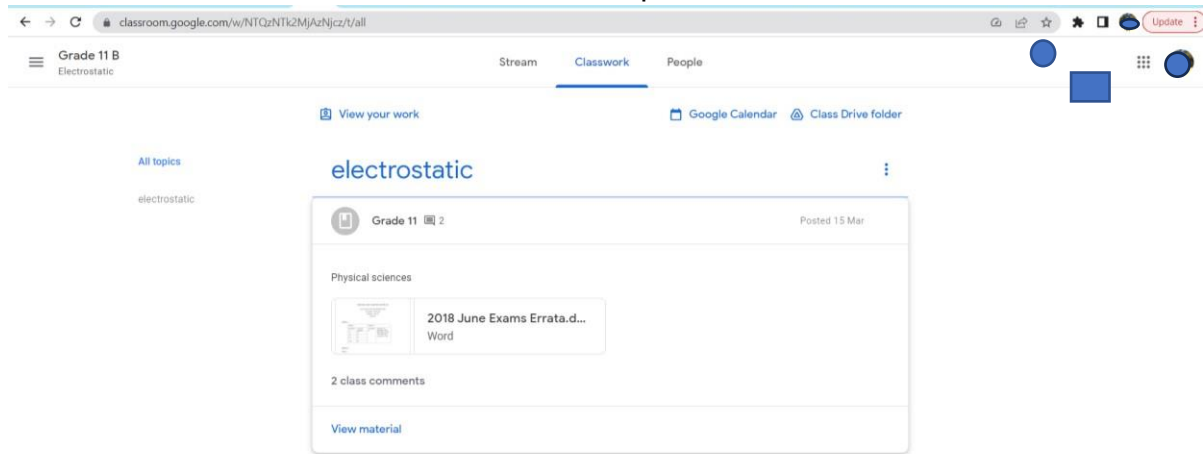 classroom.google.com/w/NTQzNTk2MjAzNjcz/t/all
Update
Grade 11 B
Electrostatic
Stream Classwork People
View your work Google Calendar Class Drive folder
All topics
electrostatic
electrostatic
Grade 11 2 Posted 15 Mar
Physical sciences
2018 June Exams Errata.d...
Word
2 class comments
View material